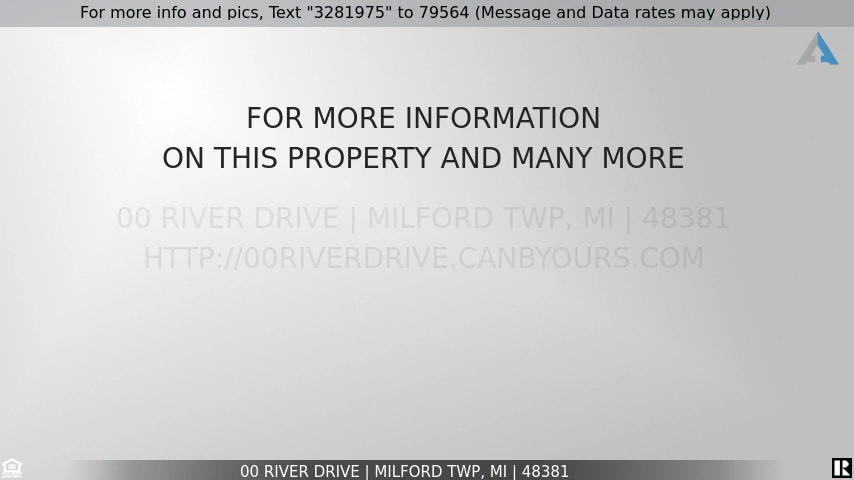 For more info and pics, Text "3281975" to 79564 (Message and Data rates may apply)
FOR MORE INFORMATION
ON THIS PROPERTY AND MANY MORE
00 RIVER DRIVE | MILFORD TWP, MI | 48381
HTTP://00RIVERDRIVE.CANBYOURS.COM
00 RIVER DRIVE | MILFORD TWP, MI | 48381